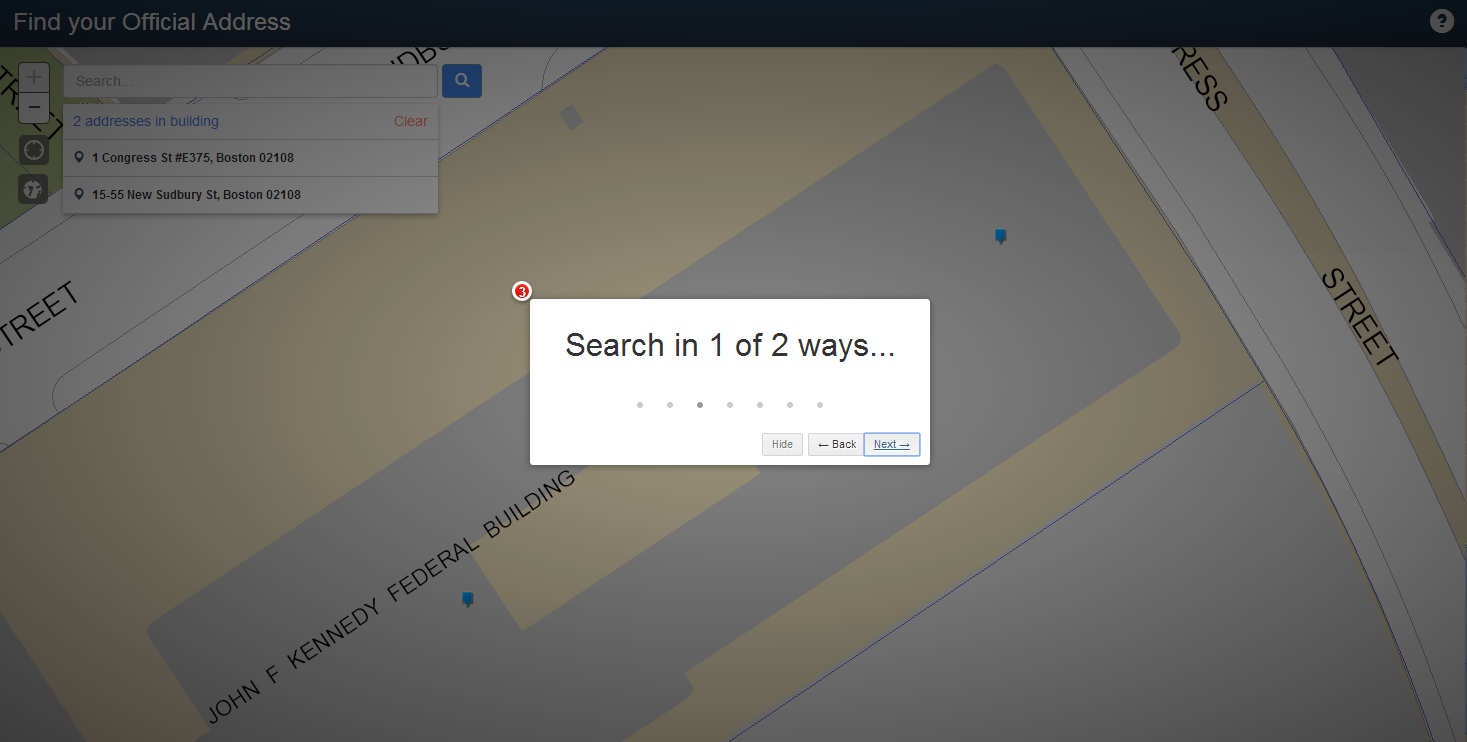 Find your Official Address
?
Search...
2 addresses in building
Clear
1 Congress St #E375, Boston 02108
15-55 New Sudbury St, Boston 02108
STREET
RESS
STREET
3
Search in 1 of 2 ways...
Hide
← Back
Next →
JOHN F KENNEDY FEDERAL BUILDING